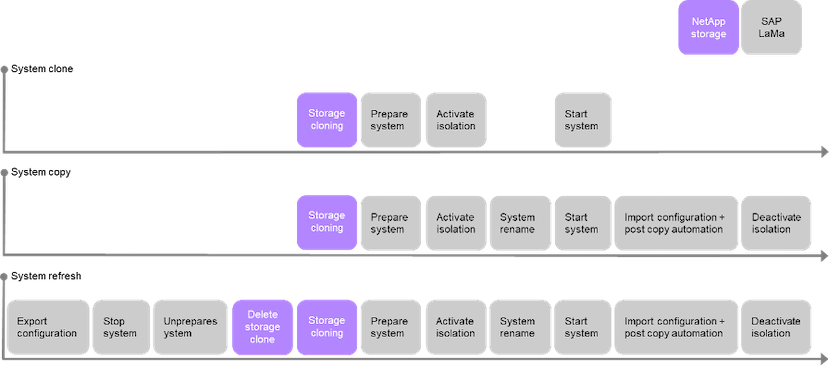 NetApp
storage
SAP
LaMa
System clone
Storage
cloning
Prepare
system
Activate
isolation
Start
system
System copy
Storage
cloning
Prepare
system
Activate
isolation
System
rename
Start
system
Import configuration +
post copy automation
Deactivate
isolation
System refresh
Export
configuration
Stop
system
Unprepares
ystem
Delete
storage
clone
Storage
cloning
Prepare
system
Activate
isolation
System
rename
Start
system
Import configuration +
post copy automation
Deactivate
isolation